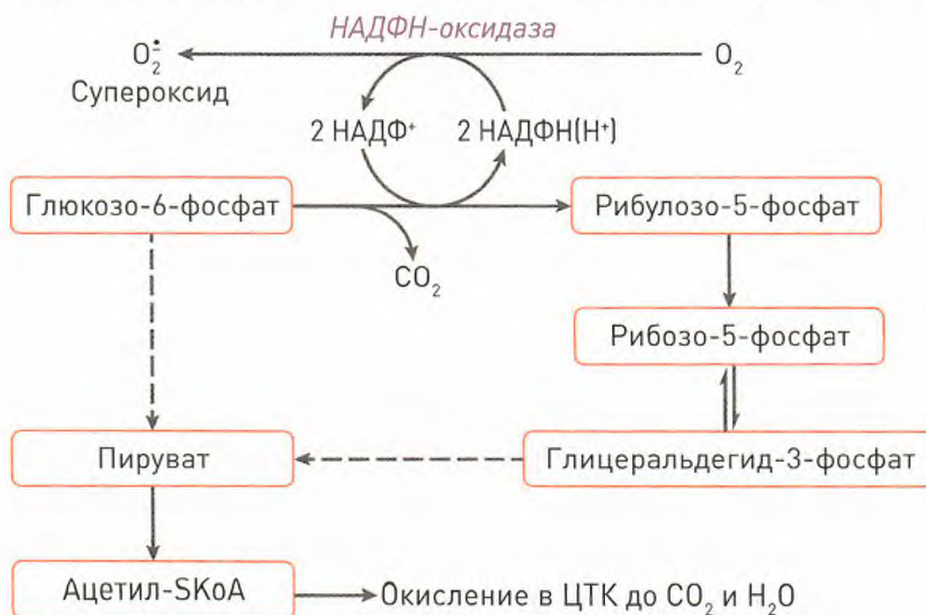 НАДФН-оксидаза
O₂⁻• O₂
Супероксид
2 НАДФ⁺ 2 НАДФН(Н⁺)
Глюкозо-6-фосфат Рибулозо-5-фосфат
CO₂
Рибозо-5-фосфат
Пируват Глицеральдегид-3-фосфат
Ацетил-SKoA Окисление в ЦТК до CO₂ и H₂O